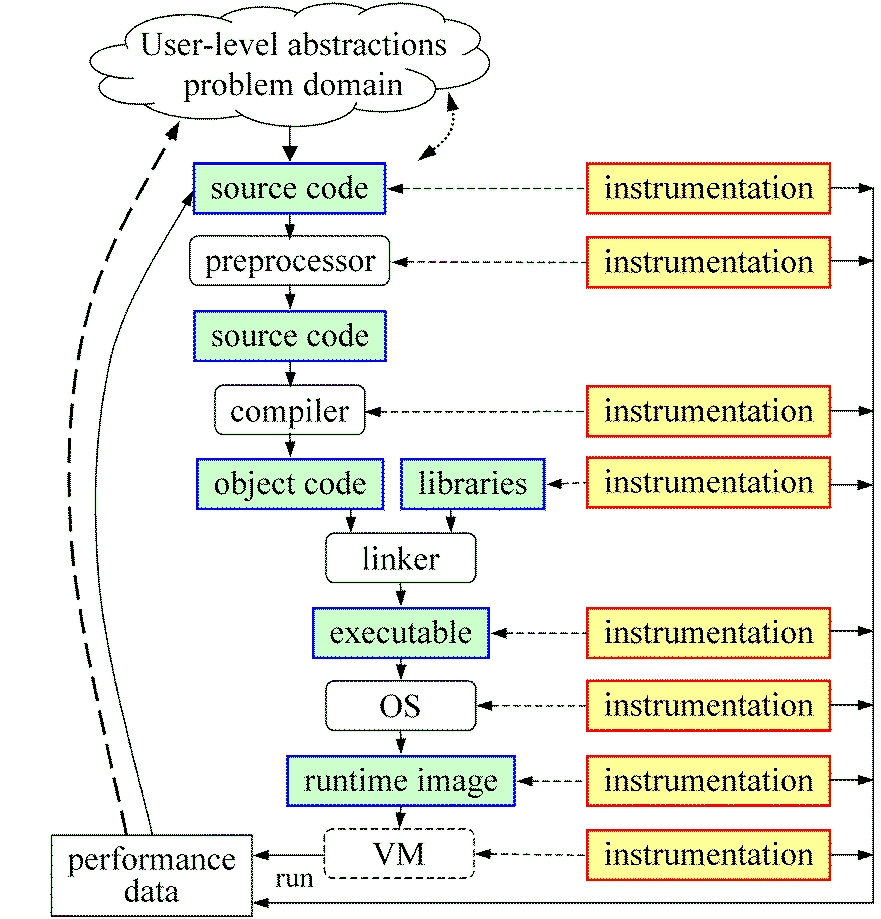 User-level abstractions
problem domain
source code
instrumentation
preprocessor
instrumentation
source code
compiler
instrumentation
object code
libraries
instrumentation
linker
executable
instrumentation
OS
instrumentation
runtime image
instrumentation
VM
instrumentation
performance
data
run